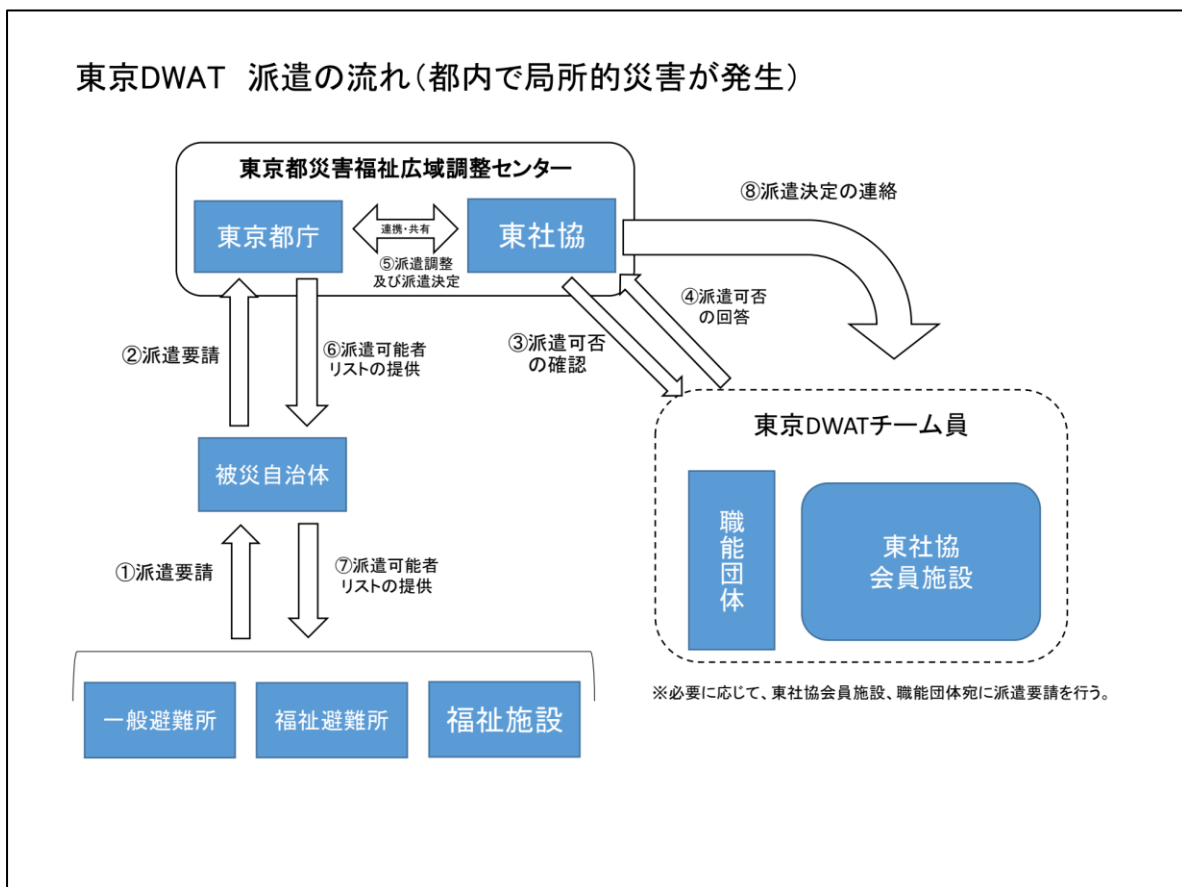 東京DWAT 派遣の流れ(都内で局所的災害が発生)
東京都災害福祉広域調整センター
東京都庁
連携・共有
東社協
⑤派遣調整
及び派遣決定
⑧派遣決定の連絡
②派遣要請
⑥派遣可能者
リストの提供
③派遣可否
の確認
④派遣可否
の回答
被災自治体
①派遣要請
⑦派遣可能者
リストの提供
東京DWATチーム員
職能団体
東社協
会員施設
※必要に応じて、東社協会員施設、職能団体宛に派遣要請を行う。
一般避難所
福祉避難所
福祉施設